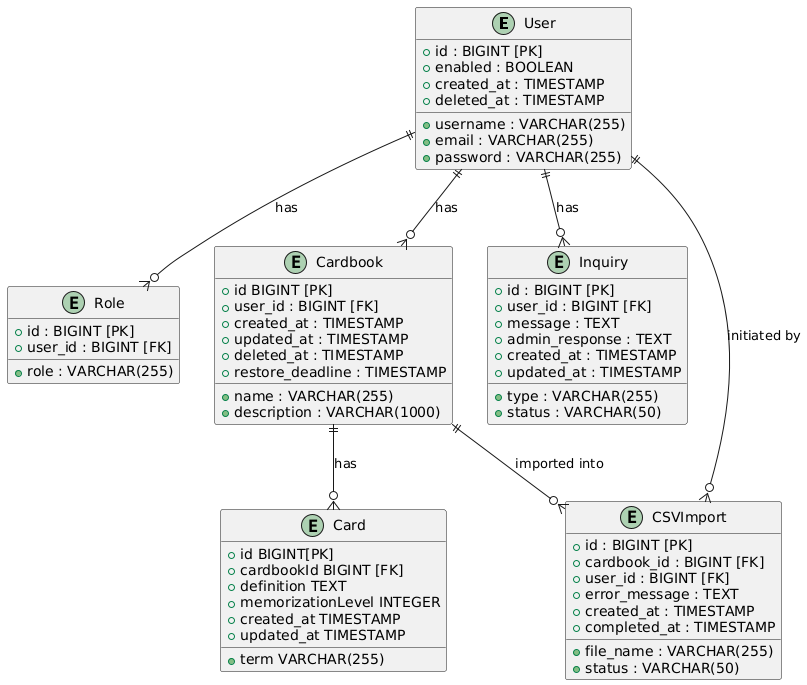 E User
id : BIGINT [PK]
enabled : BOOLEAN
created_at : TIMESTAMP
deleted_at : TIMESTAMP
username : VARCHAR(255)
email : VARCHAR(255)
password : VARCHAR(255)
has
has
has
E Role
id : BIGINT [PK]
user_id : BIGINT [FK]
role : VARCHAR(255)
E Cardbook
id BIGINT [PK]
user_id : BIGINT [FK]
created_at : TIMESTAMP
updated_at : TIMESTAMP
deleted_at : TIMESTAMP
restore_deadline : TIMESTAMP
name : VARCHAR(255)
description : VARCHAR(1000)
E Inquiry
id : BIGINT [PK]
user_id : BIGINT [FK]
message : TEXT
admin_response : TEXT
created_at : TIMESTAMP
updated_at : TIMESTAMP
type : VARCHAR(255)
status : VARCHAR(50)
initiated by
has
imported into
E Card
id BIGINT[PK]
cardbookId BIGINT [FK]
definition TEXT
memorizationLevel INTEGER
created_at TIMESTAMP
updated_at TIMESTAMP
term VARCHAR(255)
E CSVImport
id : BIGINT [PK]
cardbook_id : BIGINT [FK]
user_id : BIGINT [FK]
error_message : TEXT
created_at : TIMESTAMP
completed_at : TIMESTAMP
file_name : VARCHAR(255)
status : VARCHAR(50)